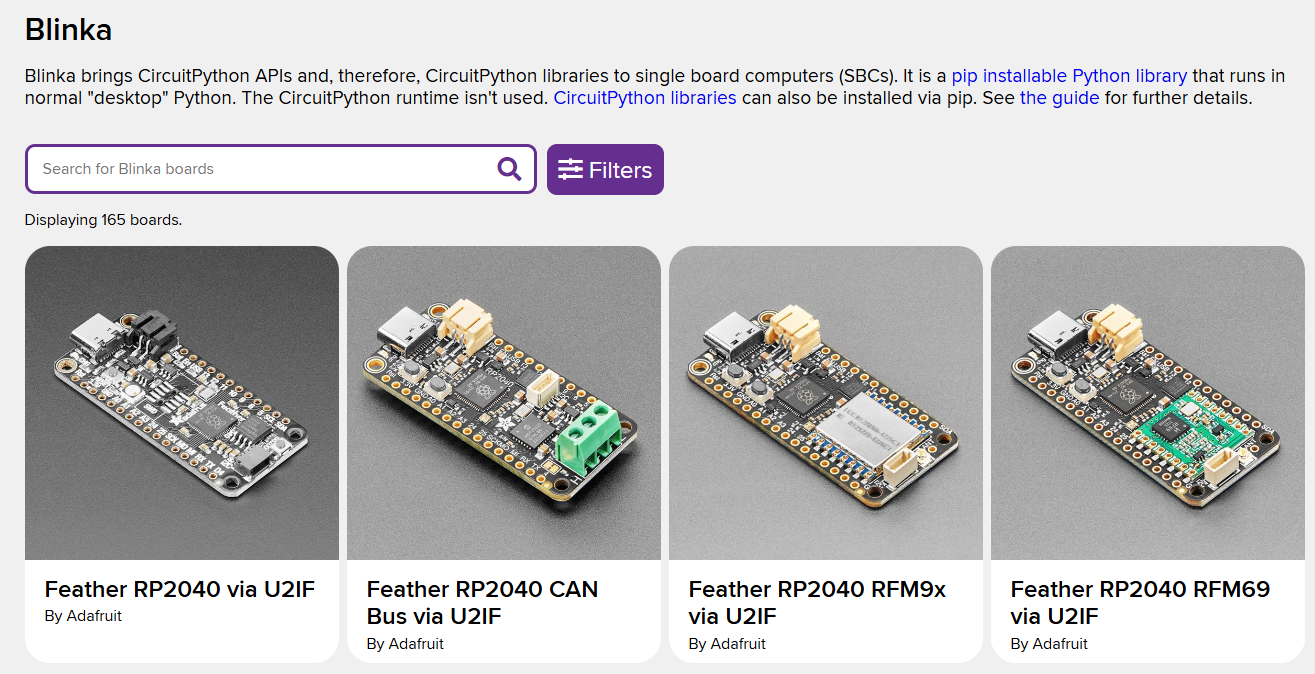 Blinka
Blinka brings CircuitPython APIs and, therefore, CircuitPython libraries to single board computers (SBCs). It is a pip installable Python library that runs in
normal "desktop" Python. The CircuitPython runtime isn't used. CircuitPython libraries can also be installed via pip. See the guide for further details.
Search for Blinka boards
Filters
Displaying 165 boards.
RP2040
Feather RP2040 via U2IF
By Adafruit
Feather RP2040 CAN
Bus via U2IF
By Adafruit
Feather RP2040 RFM9x
via U2IF
By Adafruit
Feather RP2040 RFM69
via U2IF
By Adafruit